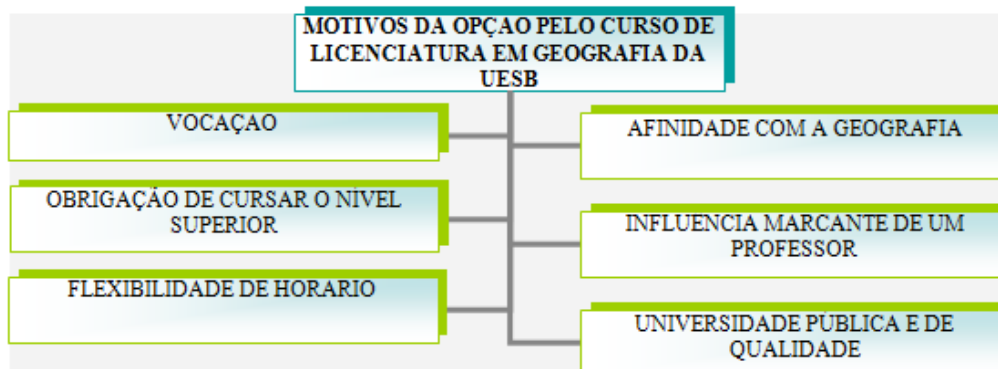 MOTIVOS DA OPÇAO PELO CURSO DE
LICENCIATURA EM GEOGRAFIA DA
UESB
VOCAÇAO
OBRIGAÇÃO DE CURSAR O NÍVEL
SUPERIOR
FLEXIBILIDADE DE HORARIO
AFINIDADE COM A GEOGRAFIA
INFLUENCIA MARCANTE DE UM
PROFESSOR
UNIVERSIDADE PÚBLICA E DE
QUALIDADE